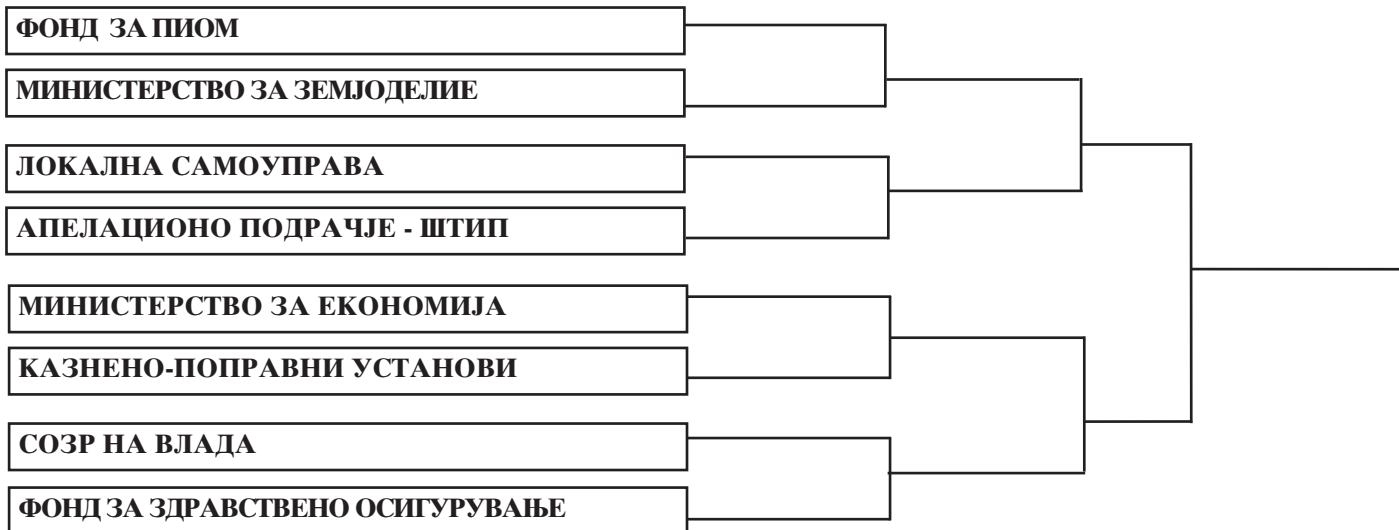 ФОНД ЗА ПИОМ
МИНИСТЕРСТВО ЗА ЗЕМЈОДЕЛИЕ
ЛОКАЛНА САМОУПРАВА
АПЕЛАЦИОНО ПОДРАЧЈЕ - ШТИП
МИНИСТЕРСТВО ЗА ЕКОНОМИЈА
КАЗНЕНО-ПОПРАВНИ УСТАНОВИ
СОЗР НА ВЛАДА
ФОНД ЗА ЗДРАВСТВЕНО ОСИГУРУВАЊЕ